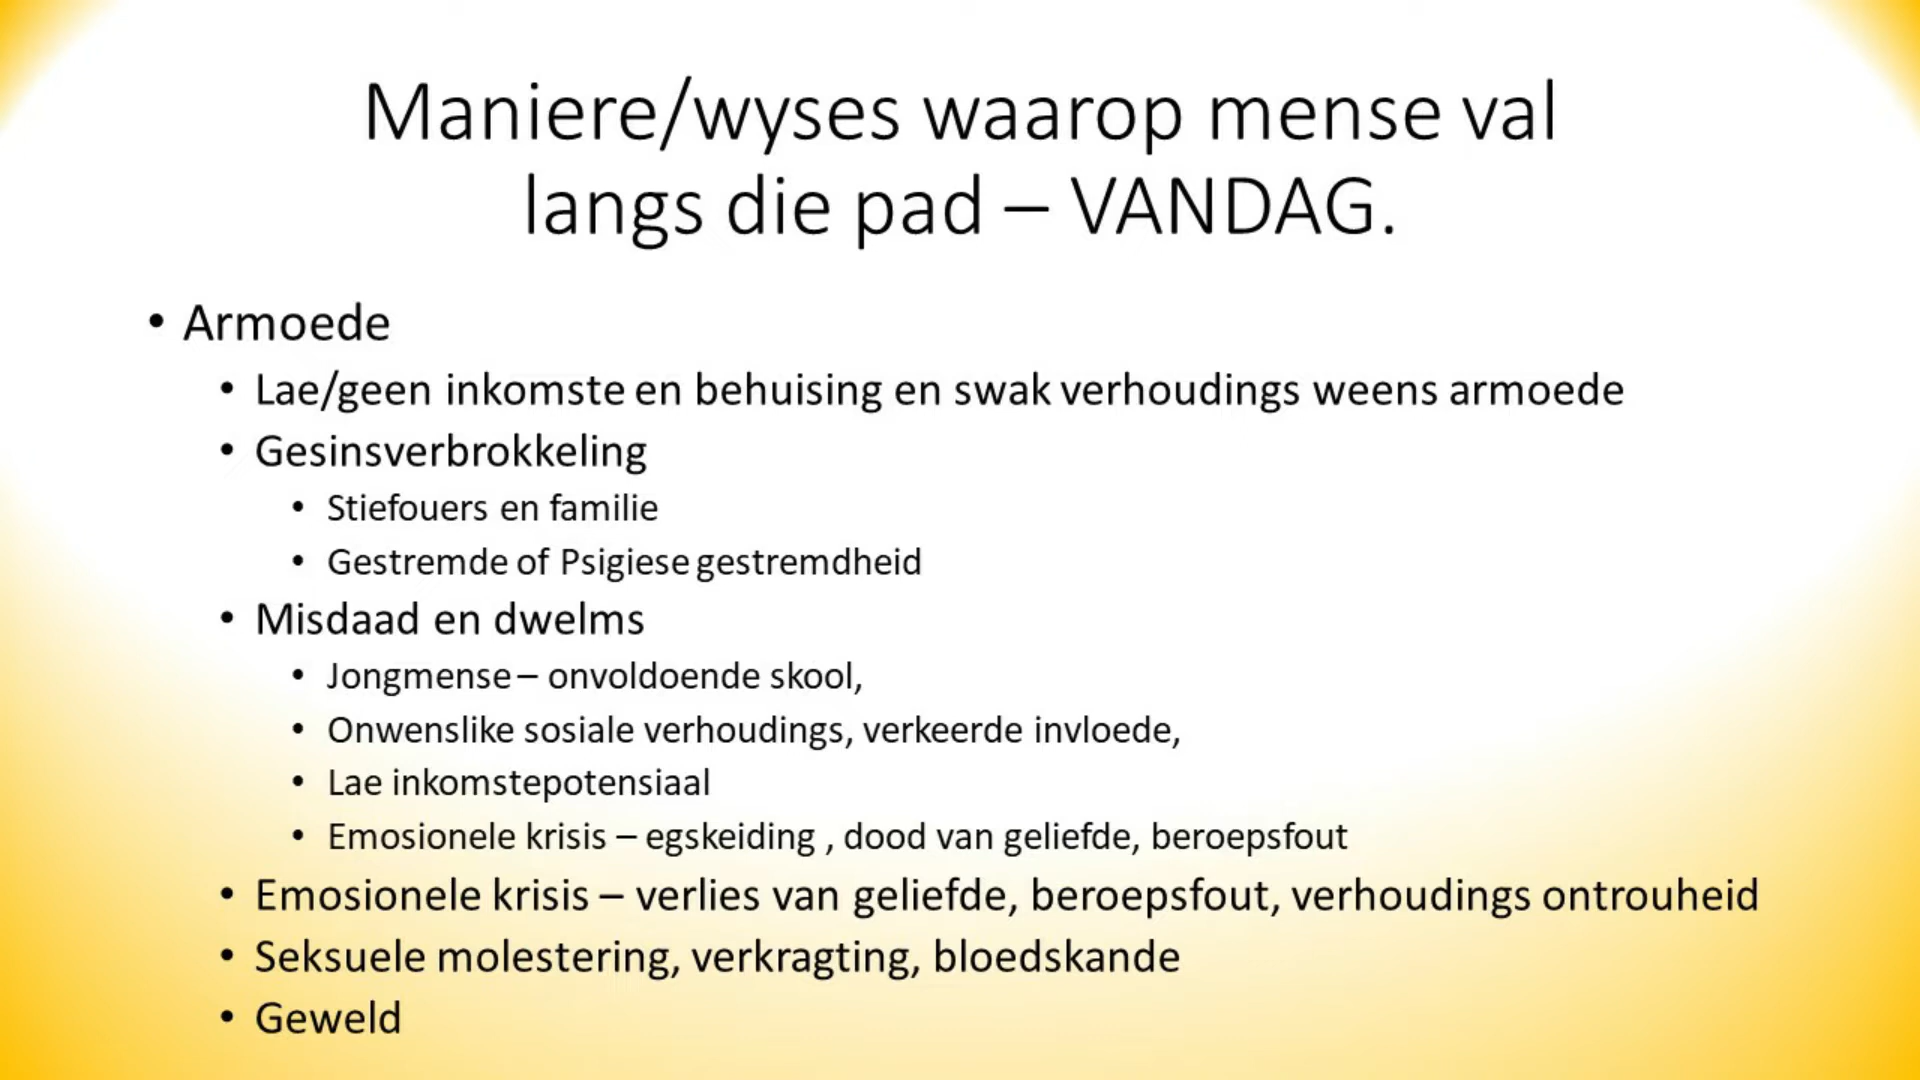 Maniere/wyses waarop mense val
langs die pad – VANDAG.
• Armoede
• Lae/geen inkomste en behuising en swak verhoudings weens armoede
• Gesinsverbrokkeling
• Stiefouers en familie
• Gestremde of Psigiese gestremdheid
• Misdaad en dwelms
• Jongmense – onvoldoende skool,
• Onwenslike sosiale verhoudings, verkeerde invloede,
• Lae inkomstepotensiaal
• Emosionele krisis – egskeiding , dood van geliefde, beroepsfout
• Emosionele krisis – verlies van geliefde, beroepsfout, verhoudings ontrouheid
• Seksuele molestering, verkragting, bloedskande
• Geweld